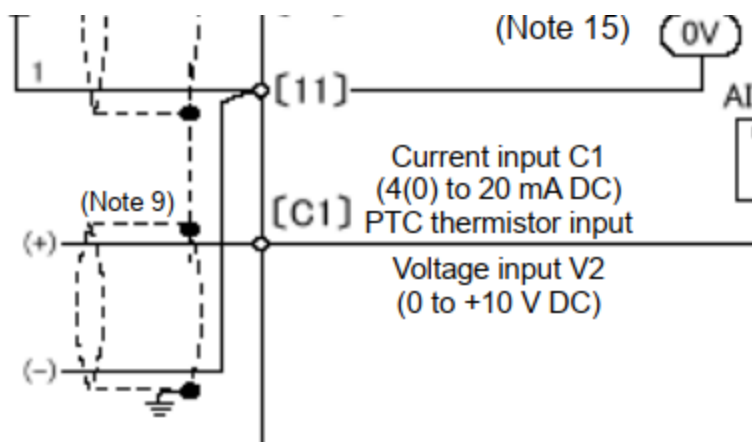 (Note 15)
0V
1
[11]
AI
Current input C1
(Note 9)
(4(0) to 20 mA DC)
[C1]
PTC thermistor input
(+)
Voltage input V2
(0 to +10 V DC)
(-)